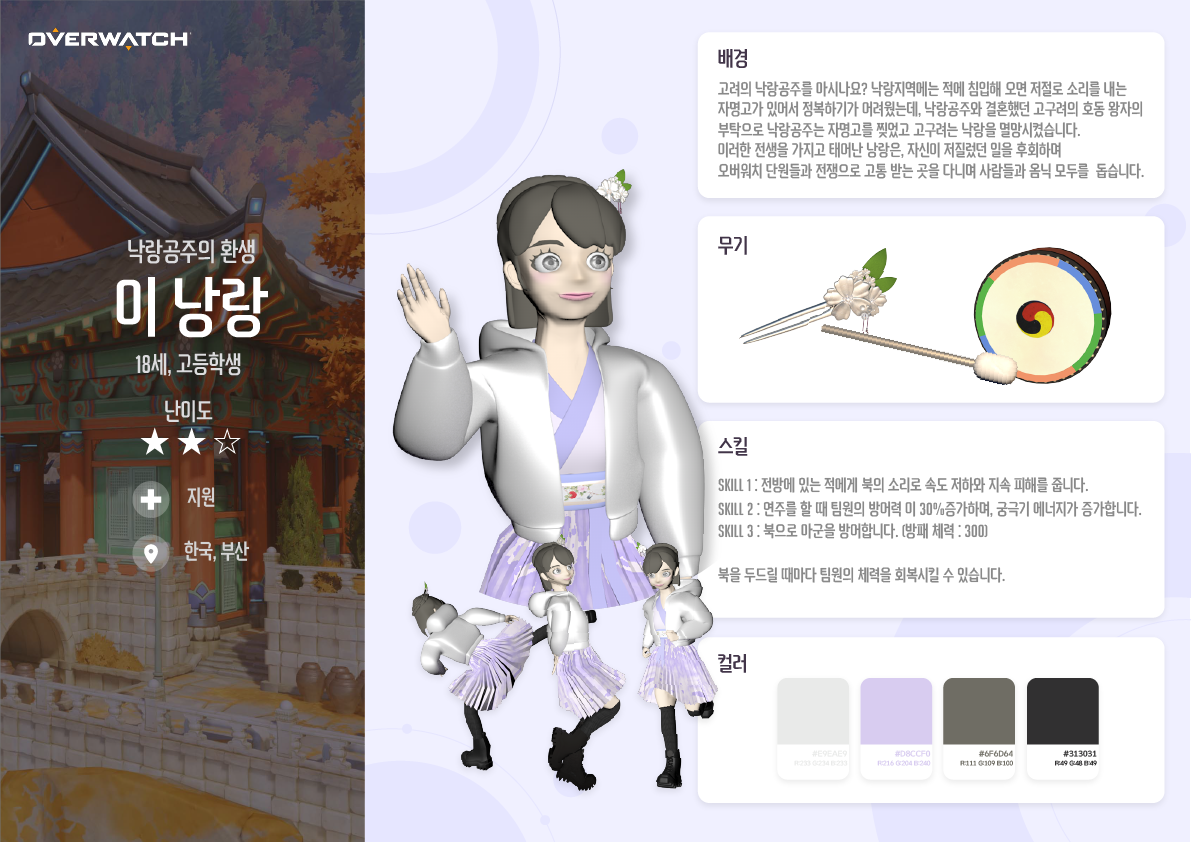 OVERWATCH
낙랑공주의 환생
이 낭랑
18세, 고등학생
난이도
지원
한국, 부산
배경
고려의 낙랑공주를 아시나요? 낙랑지역에는 적에 침입해 오면 저절로 소리를 내는
자명고가 있어서 정복하기가 어려웠는데, 낙랑공주와 결혼했던 고구려의 호동 왕자의
부탁으로 낙랑공주는 자명고를 찢었고 고구려는 낙랑을 멸망시켰습니다.
이러한 전생을 가지고 태어난 낭랑은, 자신이 저질렀던 일을 후회하며
오버워치 단원들과 전쟁으로 고통 받는 곳을 다니며 사람들과 옴닉 모두를 돕습니다.
무기
스킬
SKILL 1 : 전방에 있는 적에게 북의 소리로 속도 저하와 지속 피해를 줍니다.
SKILL 2 : 연주를 할 때 팀원의 방어력 이 30%증가하며, 궁극기 에너지가 증가합니다.
SKILL 3 : 북으로 아군을 방어합니다. (방패 체력 : 300)
북을 두드릴 때마다 팀원의 체력을 회복시킬 수 있습니다.
컬러
#E9EAE9
R:233 G:234 B:233
#D8CCF0
R:216 G:204 B:240
#6F6D64
R:111 G:109 B:100
#313031
R:49 G:48 B:49